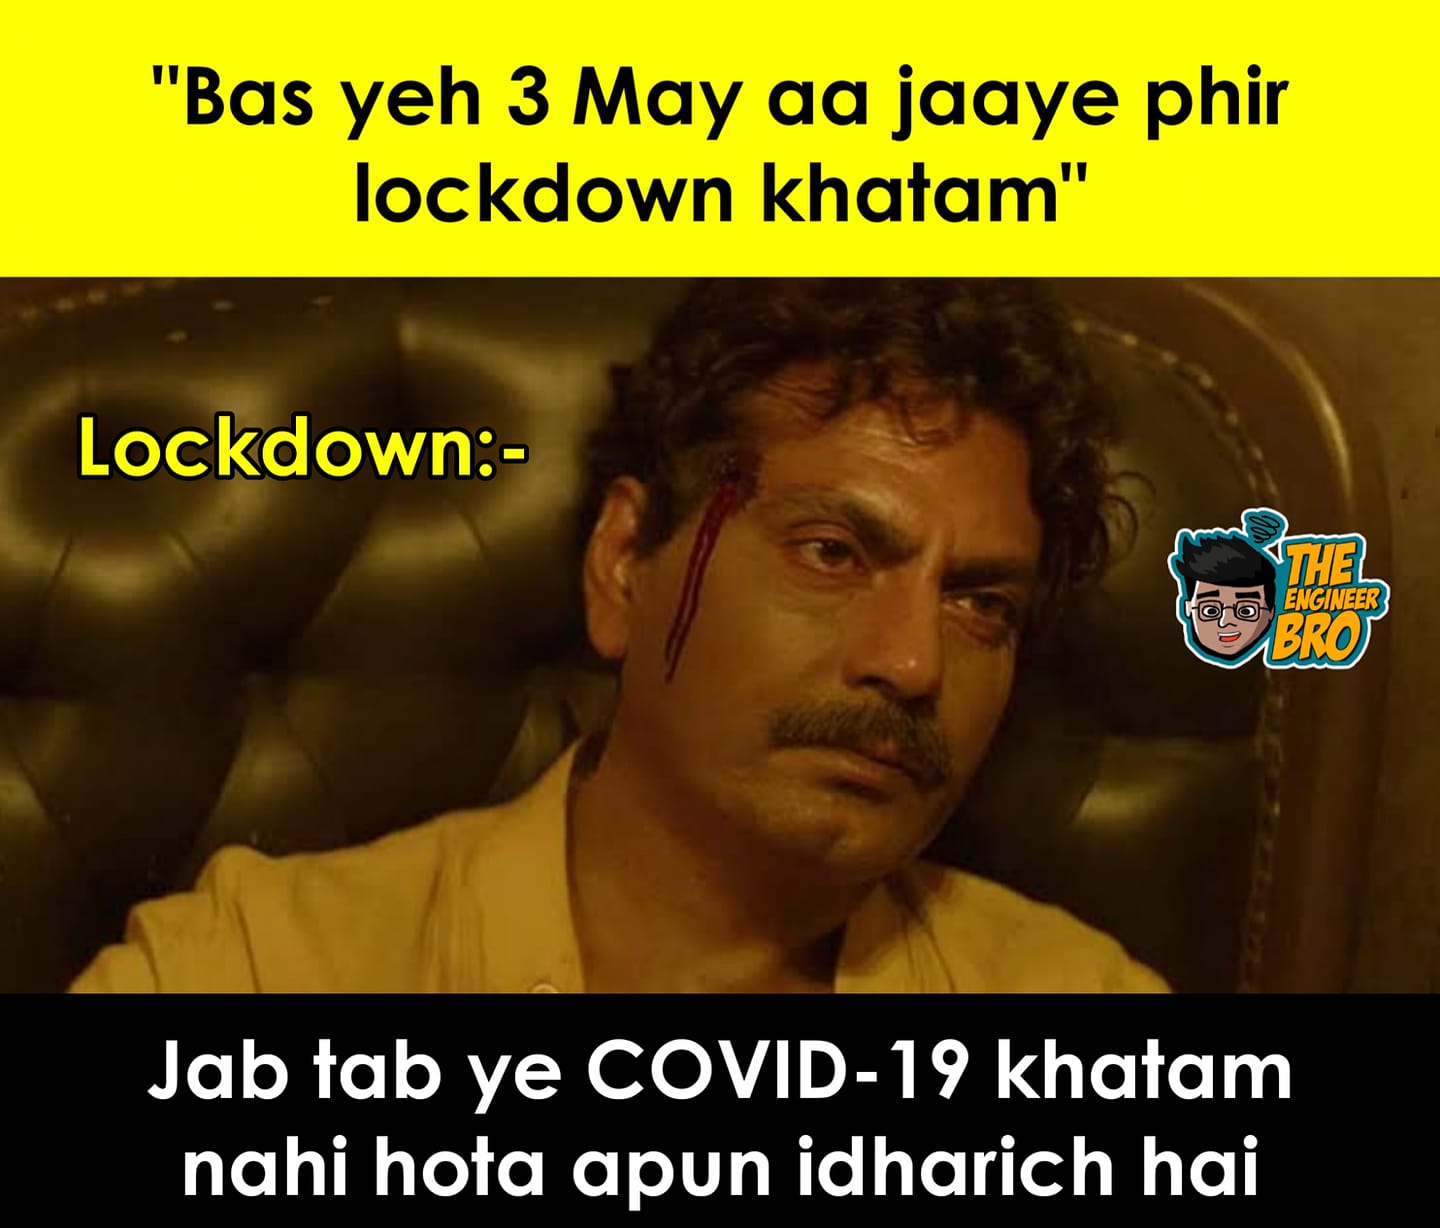 "Bas yeh 3 May aa jaaye phir
lockdown khatam"
Lockdown:-
THE
ENGINEER
BRO
Jab tab ye COVID-19 khatam
nahi hota apun idharich hai